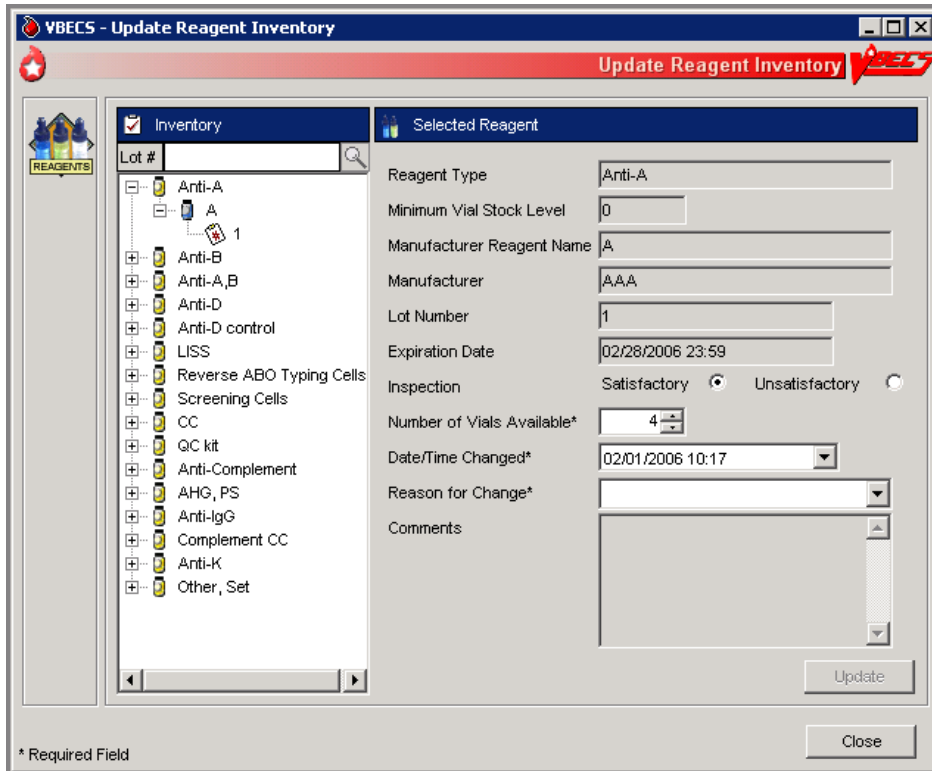 VBECS - Update Reagent Inventory
Update Reagent Inventory VBECS
REAGENTS
Inventory
Lot #
Anti-A
A
1
Anti-B
Anti-A,B
Anti-D
Anti-D control
LISS
Reverse ABO Typing Cells
Screening Cells
CC
QC kit
Anti-Complement
AHG, PS
Anti-IgG
Complement CC
Anti-K
Other, Set
Selected Reagent
Reagent Type Anti-A
Minimum Vial Stock Level 0
Manufacturer Reagent Name A
Manufacturer AAA
Lot Number 1
Expiration Date 02/28/2006 23:59
Inspection Satisfactory Unsatisfactory
Number of Vials Available* 4
Date/Time Changed* 02/01/2006 10:17
Reason for Change*
Comments
Update
* Required Field
Close